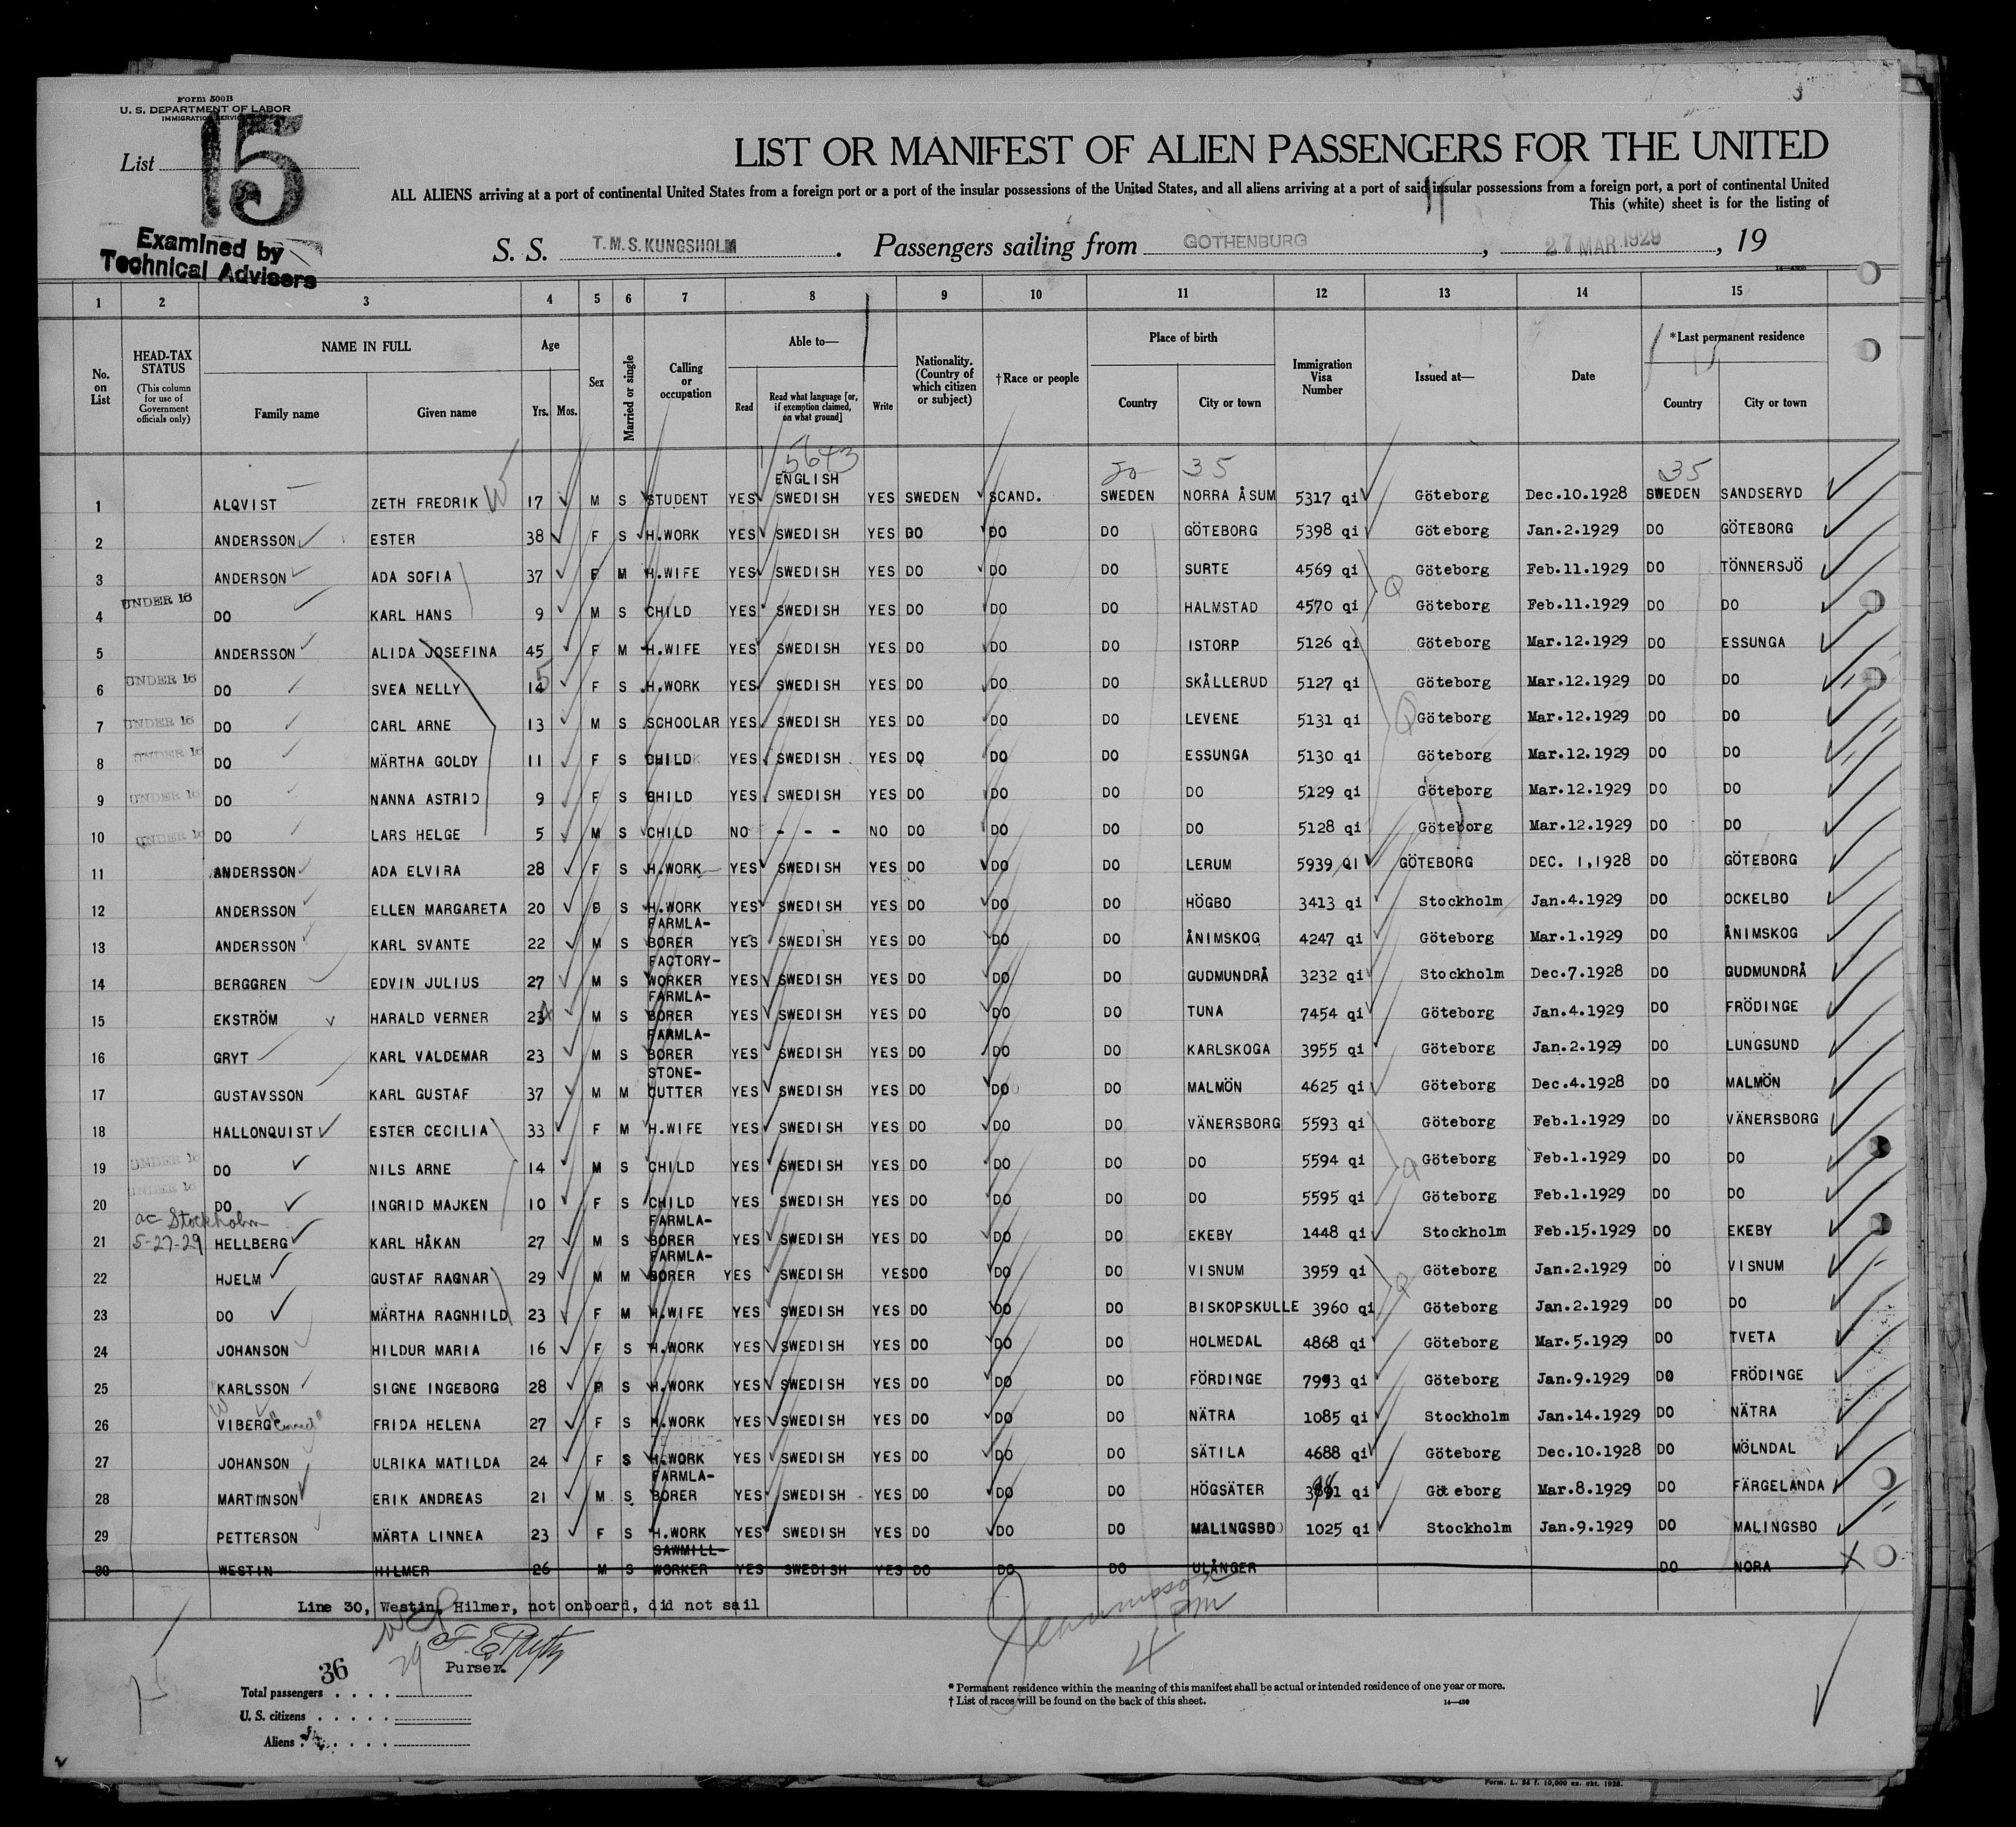 Form 500B
U. S. DEPARTMENT OF LABOR
IMMIGRATION SERVICE
List 15
LIST OR MANIFEST OF ALIEN PASSENGERS FOR THE UNITED
ALL ALIENS arriving at a port of continental United States from a foreign port or a port of the insular possessions of the United States, and all aliens arriving at a port of said insular possessions from a foreign port, a port of continental United
This (white) sheet is for the listing of
Examined by
Technical Advisers
S. S. T.M.S.KUNGSHOLM. Passengers sailing from GOTHENBURG, 27 MAR 1929, 19
1 2 3 4 5 6 7 8 9 10 11 12 13 14 15
No. on List
HEAD-TAX STATUS (This column for use of Government officials only)
NAME IN FULL Family name Given name
Age Yrs. Mos.
Sex
Married or single
Calling or occupation
Able to— Read Read what language [or, if exemption claimed, on what ground] Write
Nationality. (Country of which citizen or subject)
†Race or people
Place of birth Country City or town
Immigration Visa Number
Issued at—
Date
*Last permanent residence Country City or town
5643 35 35
1 ALQVIST ZETH FREDRIK 17 M S STUDENT YES ENGLISH SWEDISH YES SWEDEN SCAND. SWEDEN NORRA ÅSUM 5317 qi Göteborg Dec.10.1928 SWEDEN SANDSERYD
2 ANDERSSON ESTER 38 F S H.WORK YES SWEDISH YES DO DO DO GÖTEBORG 5398 qi Göteborg Jan.2.1929 DO GÖTEBORG
3 ANDERSON ADA SOFIA 37 F M H.WIFE YES SWEDISH YES DO DO DO SURTE 4569 qi Göteborg Feb.11.1929 DO TÖNNERSJÖ
4 UNDER 16 DO KARL HANS 9 M S CHILD YES SWEDISH YES DO DO DO HALMSTAD 4570 qi Göteborg Feb.11.1929 DO DO
5 ANDERSSON ALIDA JOSEFINA 45 F M H.WIFE YES SWEDISH YES DO DO DO ISTORP 5126 qi Göteborg Mar.12.1929 DO ESSUNGA
6 UNDER 16 DO SVEA NELLY 14 5 F S H.WORK YES SWEDISH YES DO DO DO SKÅLLERUD 5127 qi Göteborg Mar.12.1929 DO DO
7 UNDER 16 DO CARL ARNE 13 M S SCHOOLAR YES SWEDISH YES DO DO DO LEVENE 5131 qi Göteborg Mar.12.1929 DO DO
8 UNDER 16 DO MÄRTHA GOLDY 11 F S CHILD YES SWEDISH YES DO DO DO ESSUNGA 5130 qi Göteborg Mar.12.1929 DO DO
9 UNDER 16 DO NANNA ASTRID 9 F S CHILD YES SWEDISH YES DO DO DO DO 5129 qi Göteborg Mar.12.1929 DO DO
10 UNDER 16 DO LARS HELGE 5 M S CHILD NO - - - NO DO DO DO DO 5128 qi Göteborg Mar.12.1929 DO DO
11 ANDERSSON ADA ELVIRA 28 F S H.WORK YES SWEDISH YES DO DO DO LERUM 5939 QI GÖTEBORG DEC. 1,1928 DO GÖTEBORG
12 ANDERSSON ELLEN MARGARETA 20 S H.WORK YES SWEDISH YES DO DO DO HÖGBO 3413 qi Stockholm Jan.4.1929 DO OCKELBO
13 ANDERSSON KARL SVANTE 22 M S FARMLA-BORER YES SWEDISH YES DO DO DO ÅNIMSKOG 4247 qi Göteborg Mar.1.1929 DO ÅNIMSKOG
14 BERGGREN EDVIN JULIUS 27 M S FACTORY-WORKER YES SWEDISH YES DO DO DO GUDMUNDRÅ 3232 qi Stockholm Dec.7.1928 DO GUDMUNDRÅ
15 EKSTRÖM HARALD VERNER 23 M S FARMLA-BORER YES SWEDISH YES DO DO DO TUNA 7454 qi Göteborg Jan.4.1929 DO FRÖDINGE
16 GRYT KARL VALDEMAR 23 M S FARMLA-BORER YES SWEDISH YES DO DO DO KARLSKOGA 3955 qi Göteborg Jan.2.1929 DO LUNGSUND
17 GUSTAVSSON KARL GUSTAF 37 M M STONE-CUTTER YES SWEDISH YES DO DO DO MALMÖN 4625 qi Göteborg Dec.4.1928 DO MALMÖN
18 HALLONQUIST ESTER CECILIA 33 F M H.WIFE YES SWEDISH YES DO DO DO VÄNERSBORG 5593 qi Göteborg Feb.1.1929 DO VÄNERSBORG
19 UNDER 16 DO NILS ARNE 14 M S CHILD YES SWEDISH YES DO DO DO DO 5594 qi Göteborg Feb.1.1929 DO DO
20 UNDER 16 DO INGRID MAJKEN 10 F S CHILD YES SWEDISH YES DO DO DO DO 5595 qi Göteborg Feb.1.1929 DO DO
ac Stockholm
21 5-27-29 HELLBERG KARL HÅKAN 27 M S FARMLA-BORER YES SWEDISH YES DO DO DO EKEBY 1448 qi Stockholm Feb.15.1929 DO EKEBY
22 HJELM GUSTAF RAGNAR 29 M M FARMLA-BORER YES SWEDISH YES DO DO DO VISNUM 3959 qi Göteborg Jan.2.1929 DO VISNUM
23 DO MÄRTHA RAGNHILD 23 F M H.WIFE YES SWEDISH YES DO DO DO BISKOPSKULLE 3960 qi Göteborg Jan.2.1929 DO DO
24 JOHANSON HILDUR MARIA 16 F S H.WORK YES SWEDISH YES DO DO DO HOLMEDAL 4868 qi Göteborg Mar.5.1929 DO TVETA
25 KARLSSON SIGNE INGEBORG 28 F S H.WORK YES SWEDISH YES DO DO DO FÖRDINGE 7993 qi Göteborg Jan.9.1929 DO FRÖDINGE
26 VIBERG "Correct" FRIDA HELENA 27 F S H.WORK YES SWEDISH YES DO DO DO NÄTRA 1085 qi Stockholm Jan.14.1929 DO NÄTRA
27 JOHANSON ULRIKA MATILDA 24 F S H.WORK YES SWEDISH YES DO DO DO SÄTILA 4688 qi Göteborg Dec.10.1928 DO MÖLNDAL
28 MARTINSON ERIK ANDREAS 21 M S FARMLA-BORER YES SWEDISH YES DO DO DO HÖGSÄTER qi Göteborg Mar.8.1929 DO FÄRGELANDA
29 PETTERSON MÄRTA LINNEA 23 F S H.WORK YES SWEDISH YES DO DO DO MALINGSBO 1025 qi Stockholm Jan.9.1929 DO MALINGSBO
30 WESTIN HILMER 26 M S SAWMILL-WORKER YES SWEDISH YES DO DO DO ULÅNGER DO NORA
Line 30, Westin, Hilmer, not onboard, did not sail
Purser.
36
Total passengers
U. S. citizens
Aliens
4 pm
4
* Permanent residence within the meaning of this manifest shall be actual or intended residence of one year or more.
† List of races will be found on the back of this sheet.
14—430
Form. L. 24 f. 10,000 ex. okt. 1928.